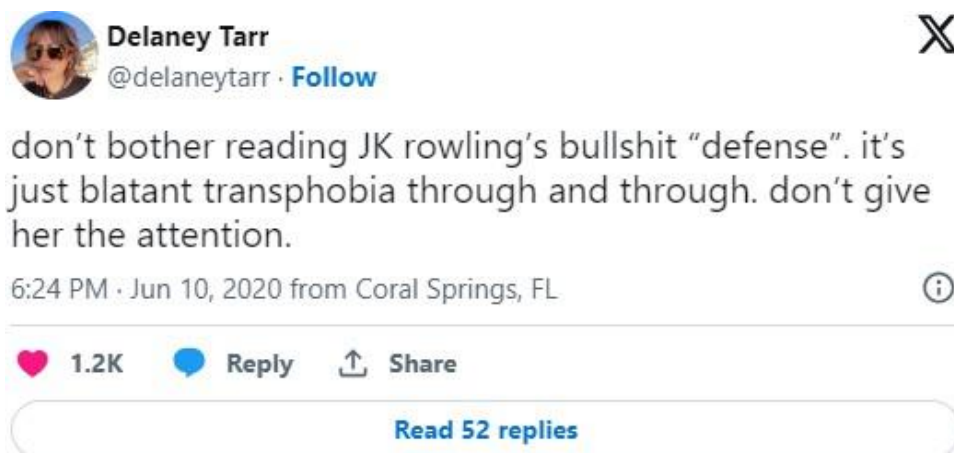 Delaney Tarr
@delaneytarr · Follow
don't bother reading JK rowling's bullshit “defense”. it's
just blatant transphobia through and through. don't give
her the attention.
6:24 PM · Jun 10, 2020 from Coral Springs, FL
1.2K Reply Share
Read 52 replies